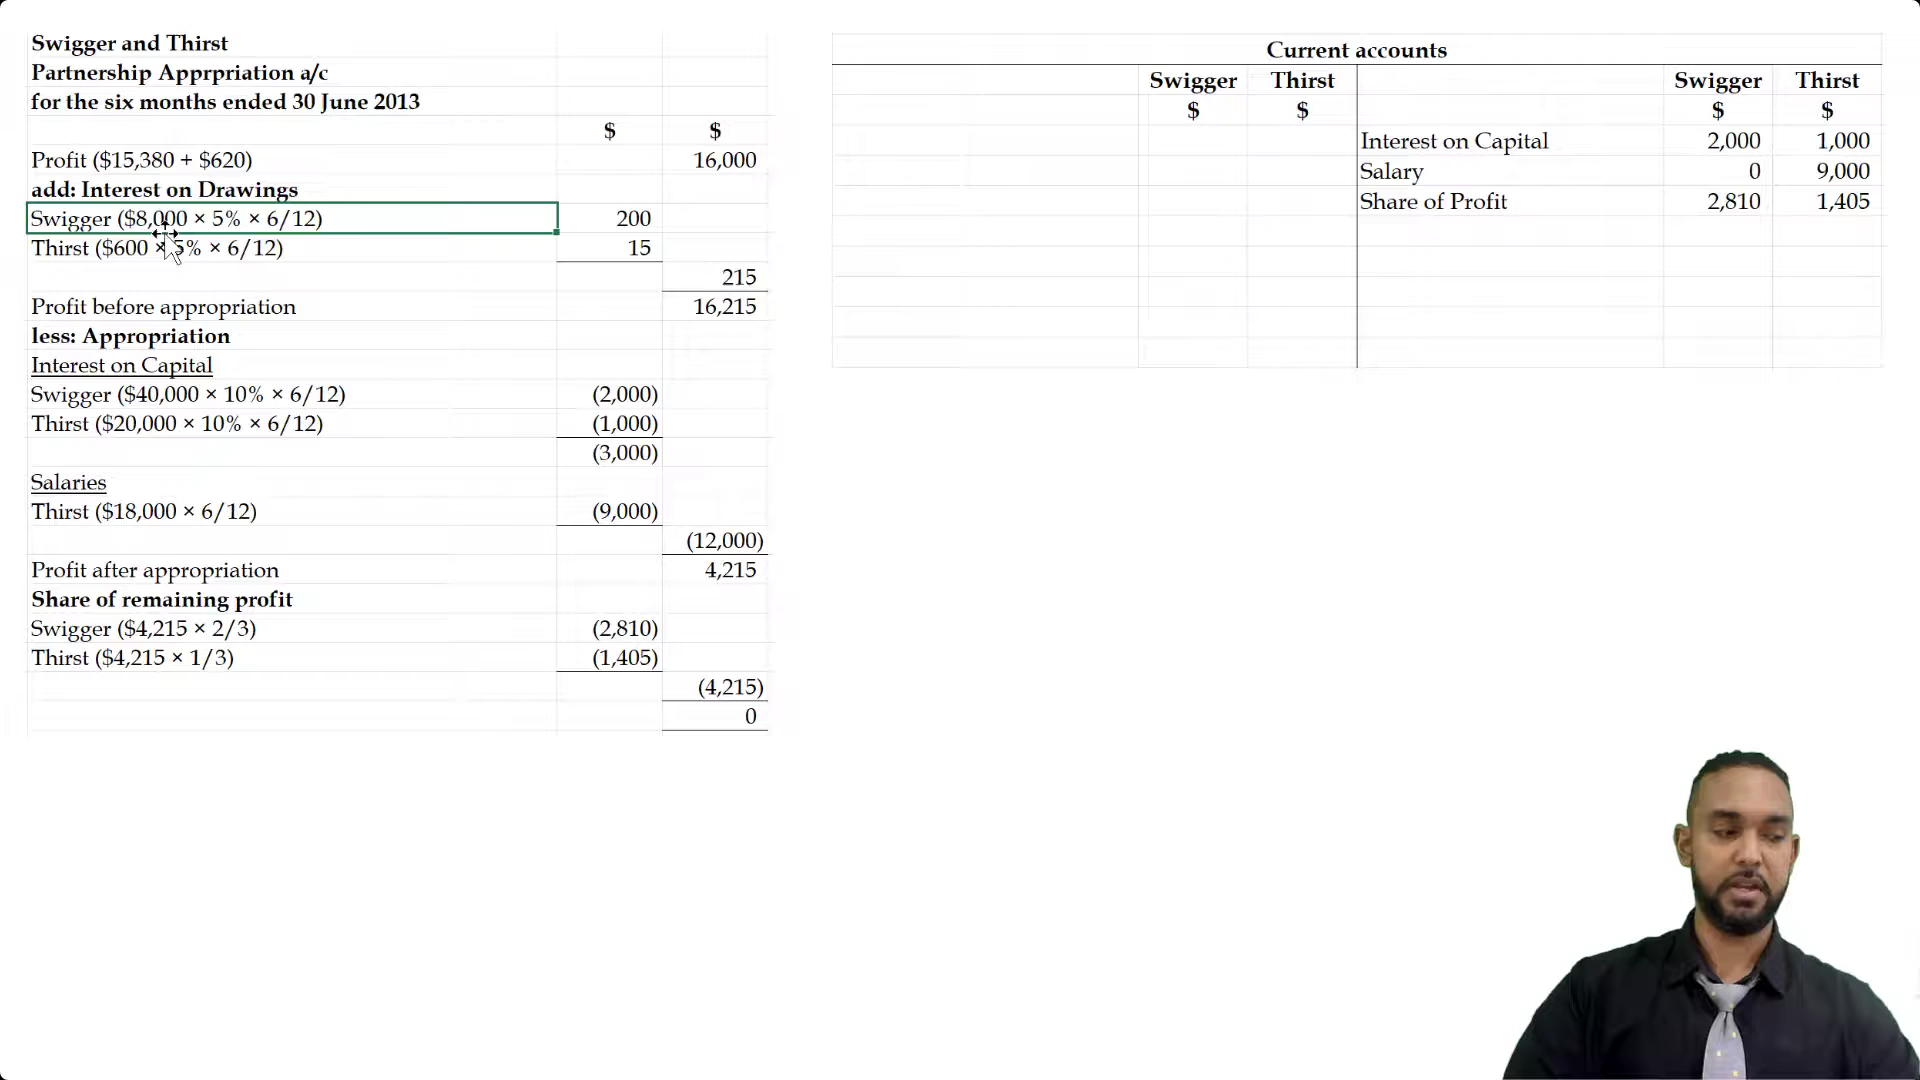 Swigger and Thirst
Partnership Apprpriation a/c
for the six months ended 30 June 2013
$ $
Profit ($15,380 + $620) 16,000
add: Interest on Drawings
Swigger ($8,000 × 5% × 6/12) 200
Thirst ($600 × 5% × 6/12) 15
215
Profit before appropriation 16,215
less: Appropriation
Interest on Capital
Swigger ($40,000 × 10% × 6/12) (2,000)
Thirst ($20,000 × 10% × 6/12) (1,000)
(3,000)
Salaries
Thirst ($18,000 × 6/12) (9,000)
(12,000)
Profit after appropriation 4,215
Share of remaining profit
Swigger ($4,215 × 2/3) (2,810)
Thirst ($4,215 × 1/3) (1,405)
(4,215)
0
Current accounts
Swigger Thirst Swigger Thirst
$ $ $ $
Interest on Capital 2,000 1,000
Salary 0 9,000
Share of Profit 2,810 1,405